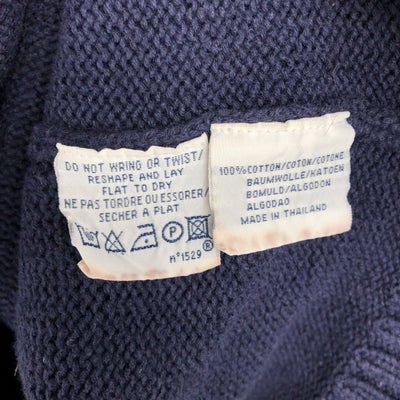 DO NOT WRING OR TWIST/
RESHAPE AND LAY
FLAT TO DRY
NE PAS TORDRE OU ESSORER/
SECHER A PLAT
P
N°1529 ®
100% COTTON/COTON/COTONE
BAUMWOLLE/KATOEN
BOMULD/ALGODON
ALGODAO
MADE IN THAILAND